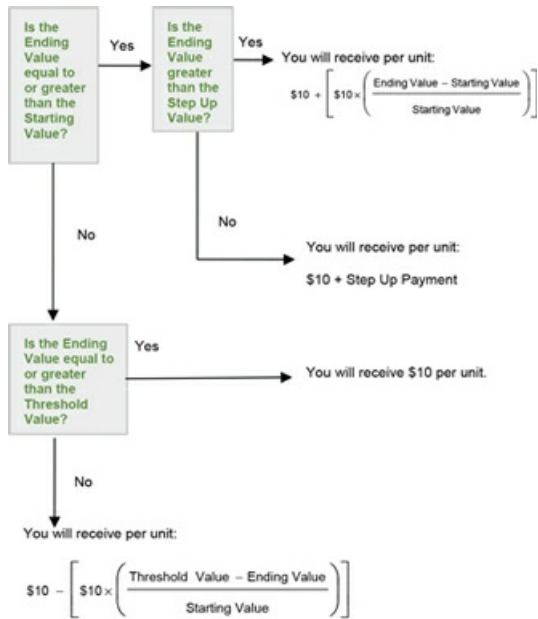 Is the
Ending
Value
equal to
or greater
than the
Starting
Value?
Yes
Is the
Ending
Value
greater
than the
Step Up
Value?
Yes
You will receive per unit:
$10 + [ $10 × ( Ending Value – Starting Value
Starting Value ) ]
No
No
You will receive per unit:
$10 + Step Up Payment
Is the Ending
Value equal to
or greater
than the
Threshold
Value?
Yes
You will receive $10 per unit.
No
You will receive per unit:
$10 – [ $10 × ( Threshold Value – Ending Value
Starting Value ) ]